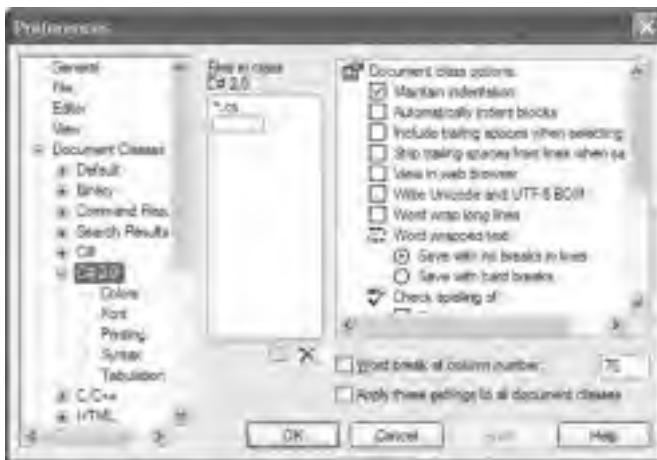 Preferences
General
File
Editor
View
Document Classes
Default
Binary
Command Resu
Search Results
C#
C# 2.0
Colors
Font
Printing
Syntax
Tabulation
C/C++
HTML
Files in class
C# 2.0
*.cs
Document class options
Maintain indentation
Automatically indent blocks
Include trailing spaces when selecting
Strip trailing spaces from lines when sa
View in web browser
Write Unicode and UTF-8 BOM
Word wrap long lines
Word wrapped text
Save with no breaks in lines
Save with hard breaks
Check spelling of
Word break at column number:
Apply these settings to all document classes
OK
Cancel
Help